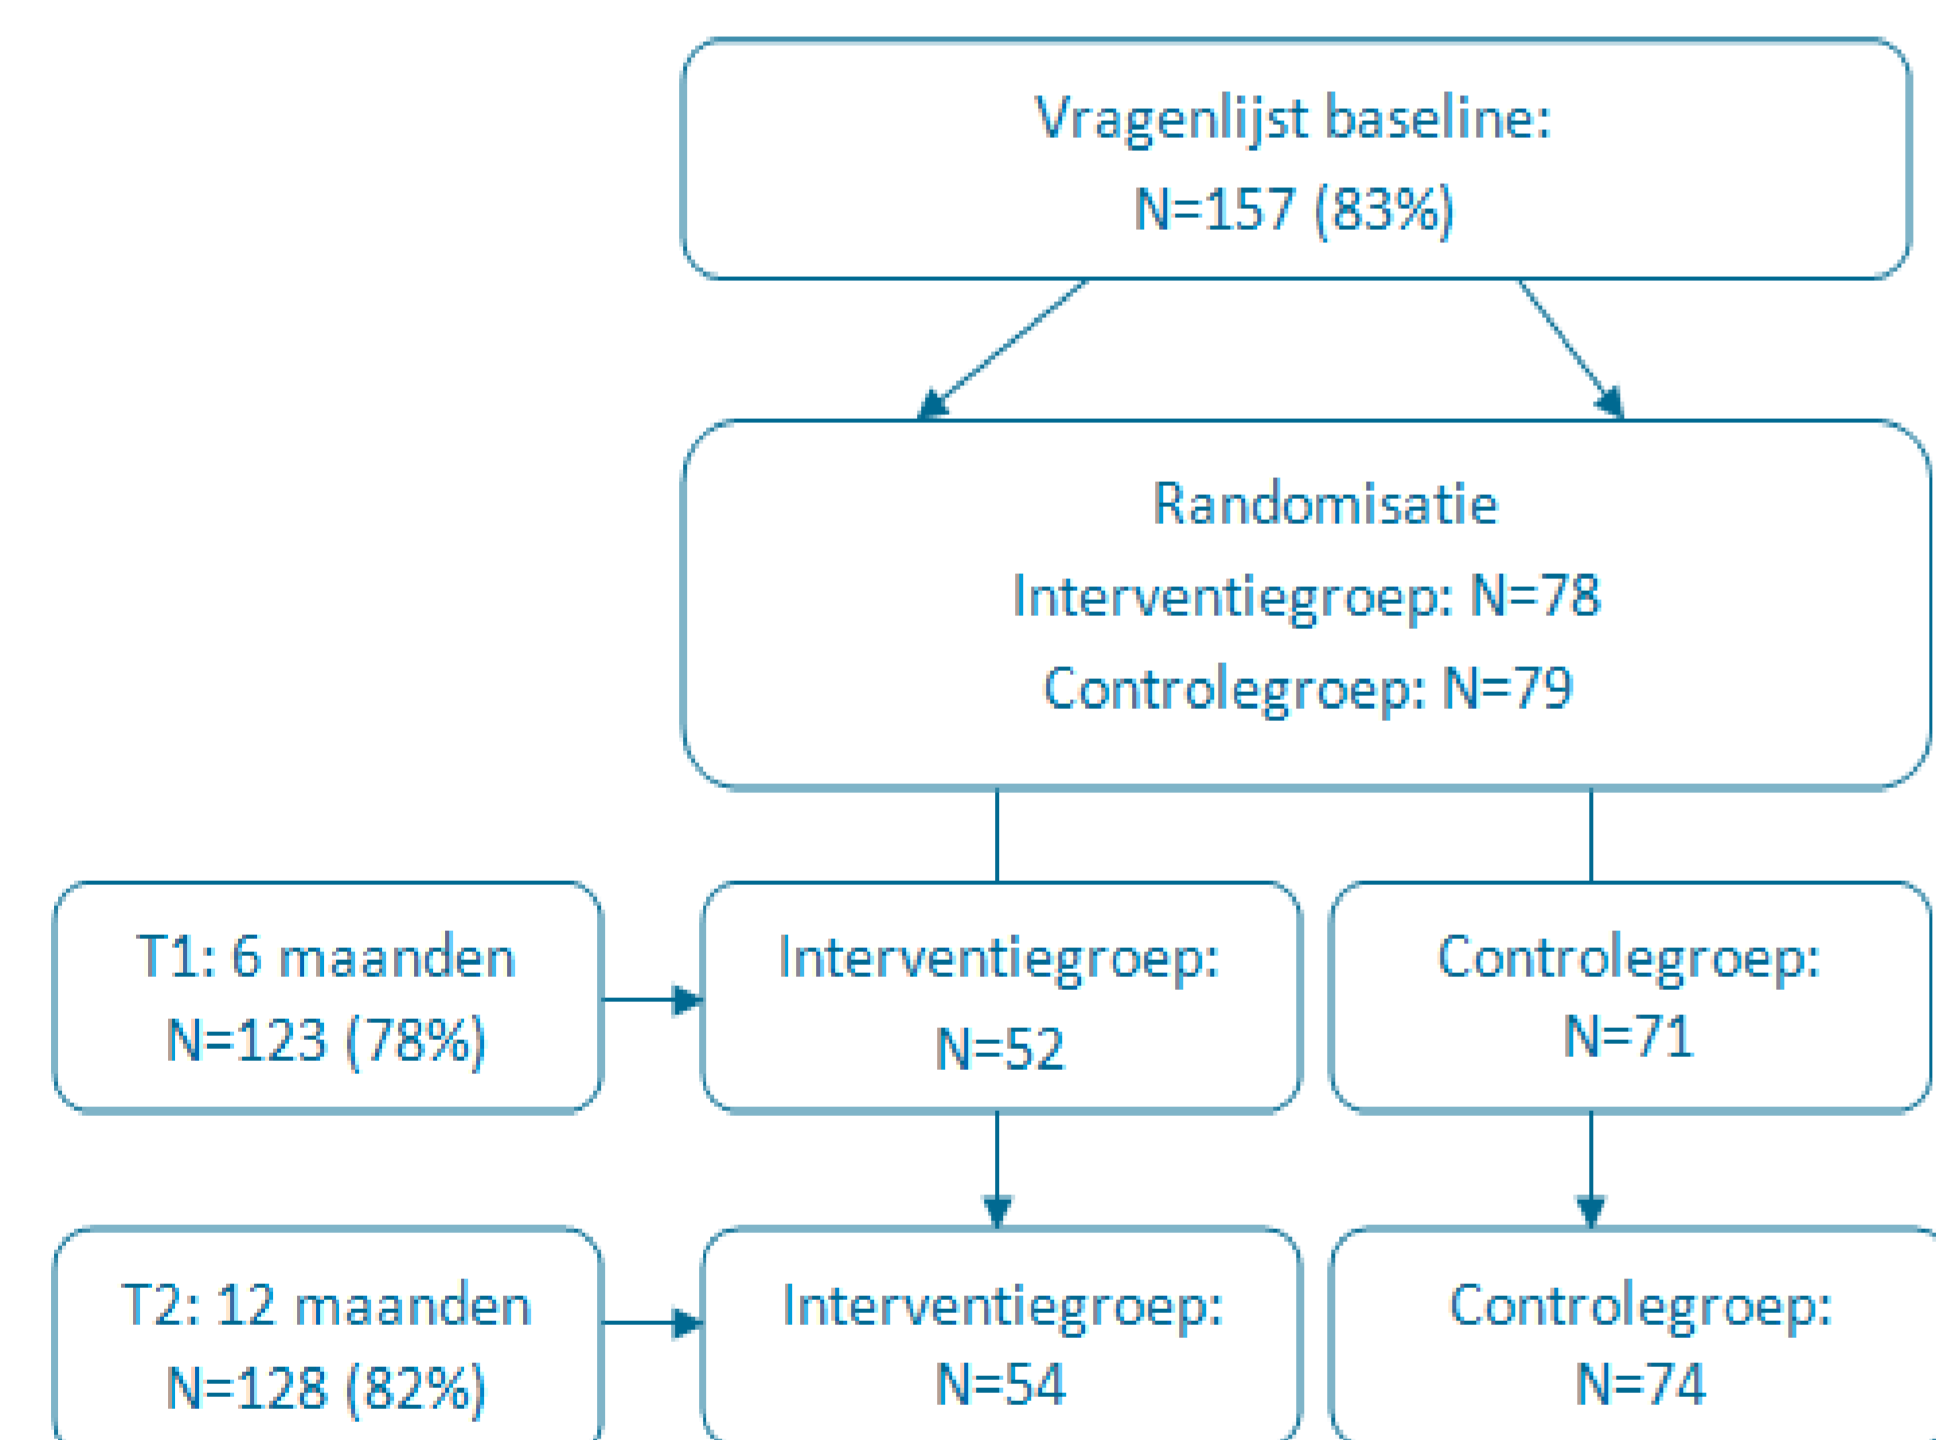 Vragenlijst baseline:
N=157 (83%)
Randomisatie
Interventiegroep: N=78
Controlegroep: N=79
T1: 6 maanden
N=123 (78%)
Interventiegroep:
N=52
Controlegroep:
N=71
T2: 12 maanden
N=128 (82%)
Interventiegroep:
N=54
Controlegroep:
N=74